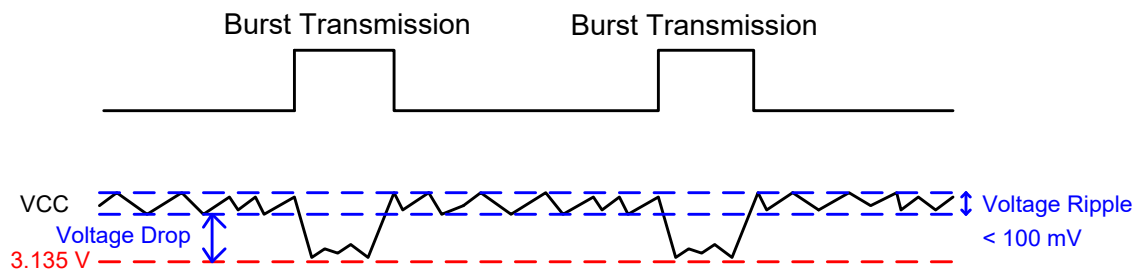 Burst Transmission
Burst Transmission
VCC
Voltage Drop
3.135 V
Voltage Ripple
< 100 mV